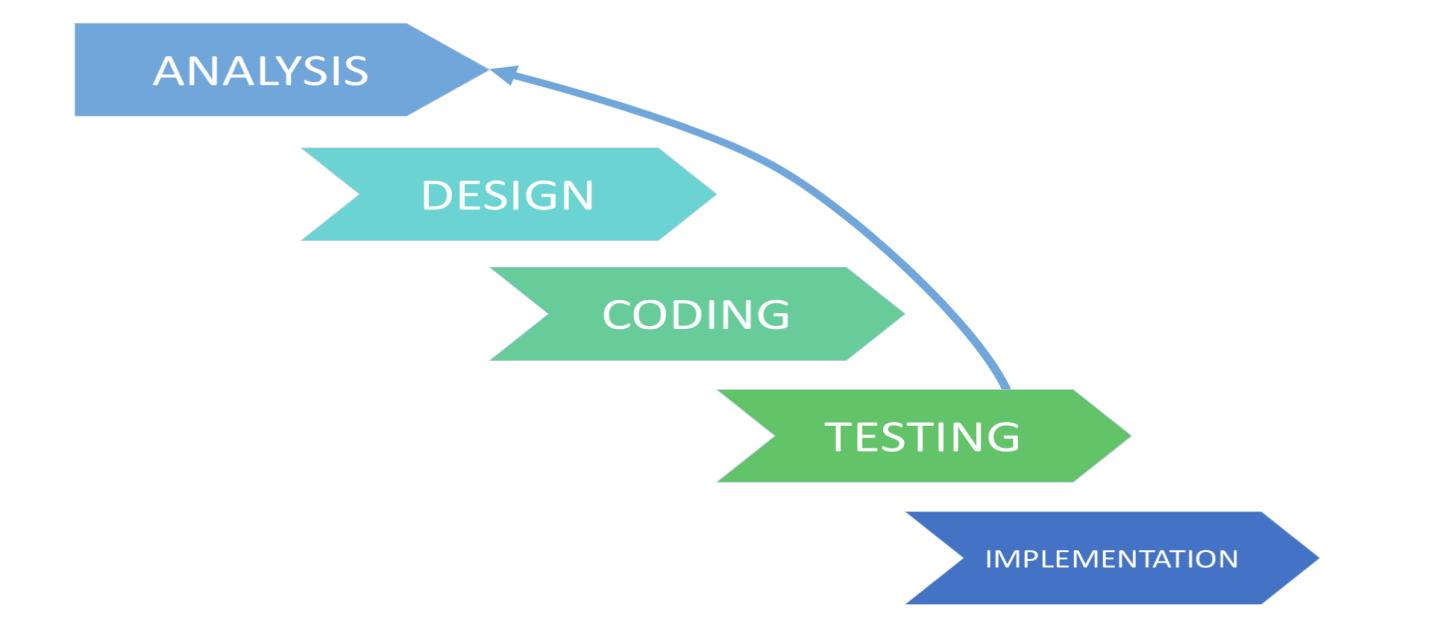 ANALYSIS
DESIGN
CODING
TESTING
IMPLEMENTATION